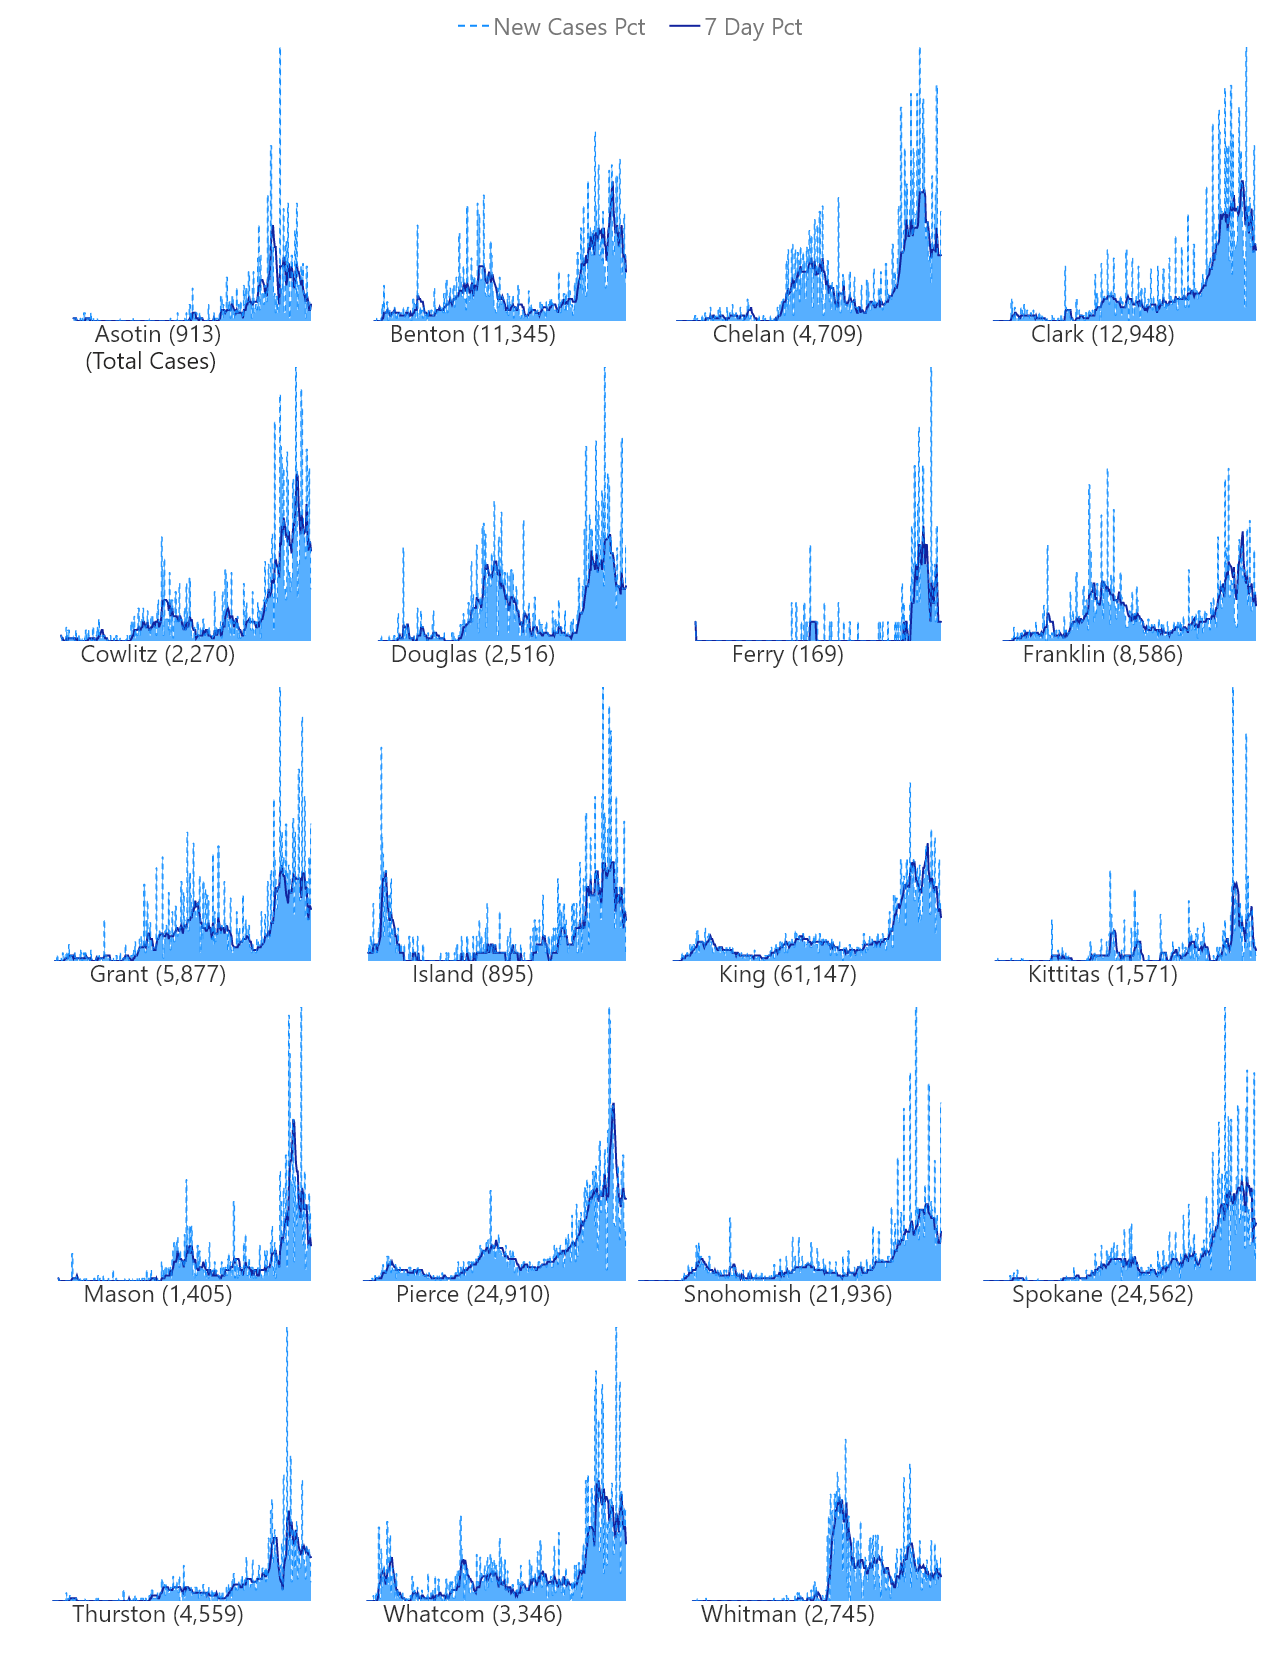 New Cases Pct 7 Day Pct
Asotin (913) Benton (11,345) Chelan (4,709) Clark (12,948)
(Total Cases)
Cowlitz (2,270) Douglas (2,516) Ferry (169) Franklin (8,586)
Grant (5,877) Island (895) King (61,147) Kittitas (1,571)
Mason (1,405) Pierce (24,910) Snohomish (21,936) Spokane (24,562)
Thurston (4,559) Whatcom (3,346) Whitman (2,745)